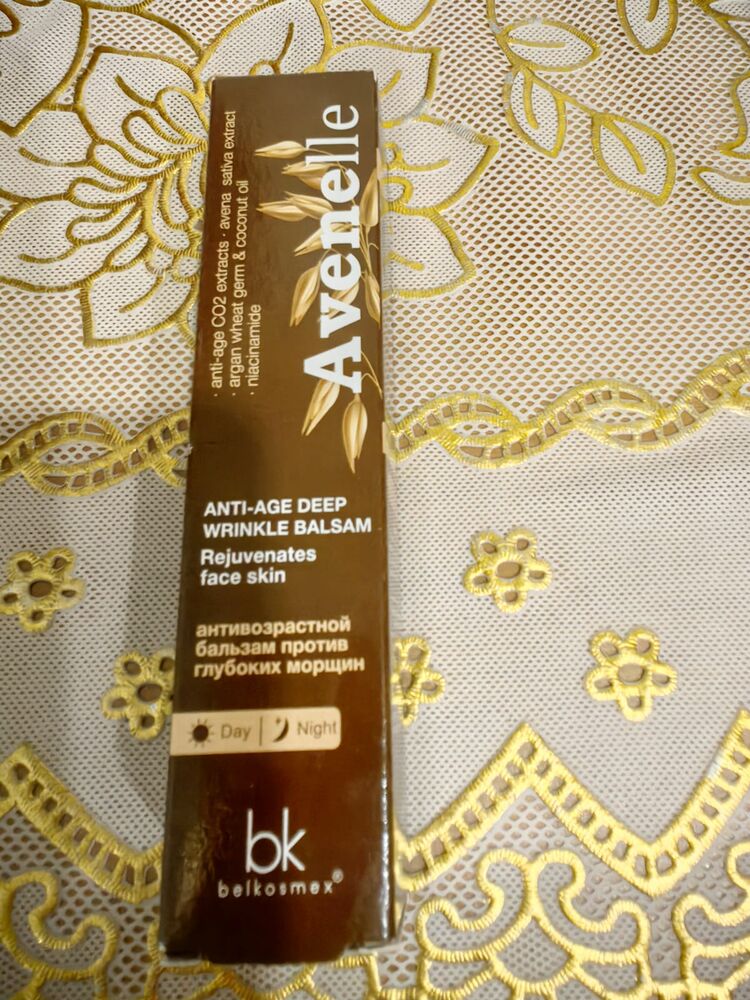 Avenelle
· anti-age CO2 extracts · avena sativa extract
· argan wheat germ & coconut oil
· niacinamide
ANTI-AGE DEEP
WRINKLE BALSAM
Rejuvenates
face skin
антивозрастной
бальзам против
глубоких морщин
Day | Night
bk
belkosmex®